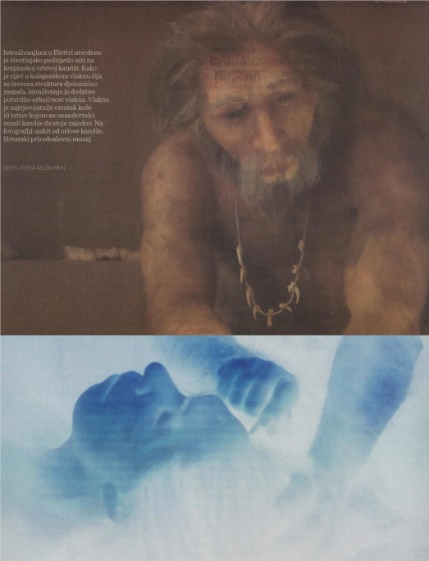 Istraživanjima u Elettri utvrđeno
je životinjsko podrijetlo niti na
krapinskoj orlovoj kandži. Kako
je riječ o kolagenskom vlaknu čija
se izvorna struktura djelomično
raspala, istraživanje je dodatno
potvrdilo arhaičnost vlakna. Vlakno
je najvjerojatnije ostatak kože
ili tetive kojom su neandertalci
vezali kandže da stoje zajedno. Na
fotografiji: nakit od orlove kandže,
Hrvatski prirodoslovni muzej